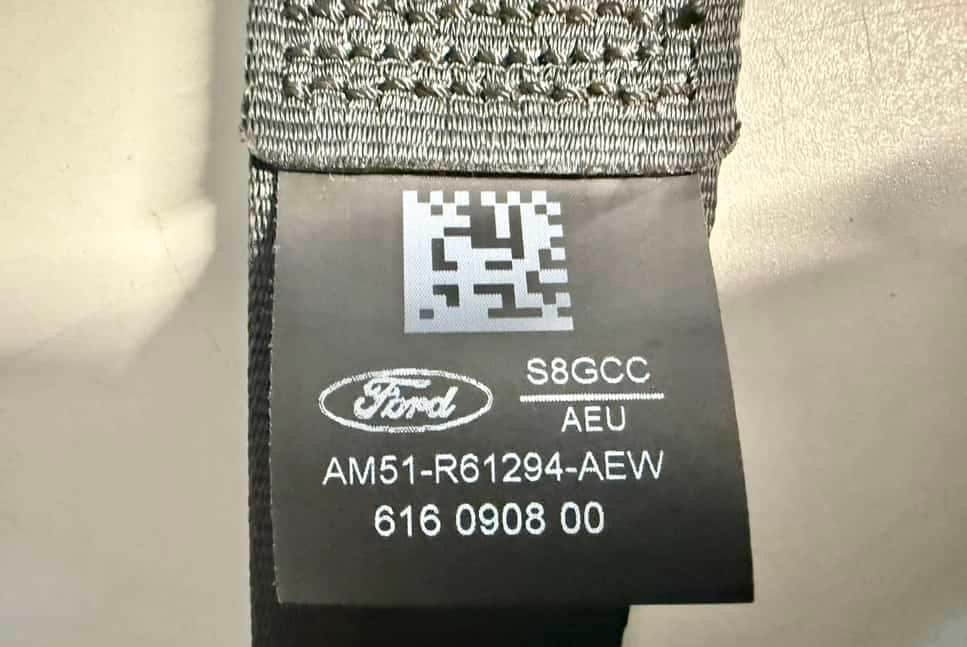 S8GCC
Ford
AEU
AM51-R61294-AEW
616 0908 00